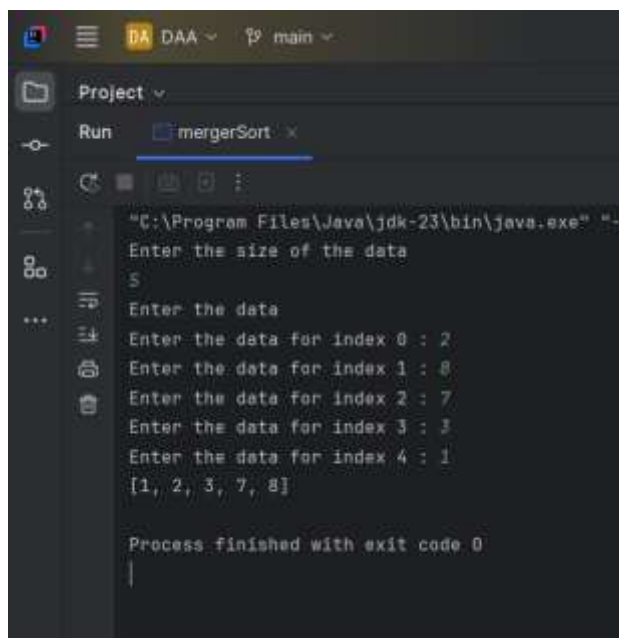 DA DAA main
Project
Run mergerSort ×
"C:\Program Files\Java\jdk-23\bin\java.exe" "-
Enter the size of the data
5
Enter the data
Enter the data for index 0 : 2
Enter the data for index 1 : 8
Enter the data for index 2 : 7
Enter the data for index 3 : 3
Enter the data for index 4 : 1
[1, 2, 3, 7, 8]
Process finished with exit code 0